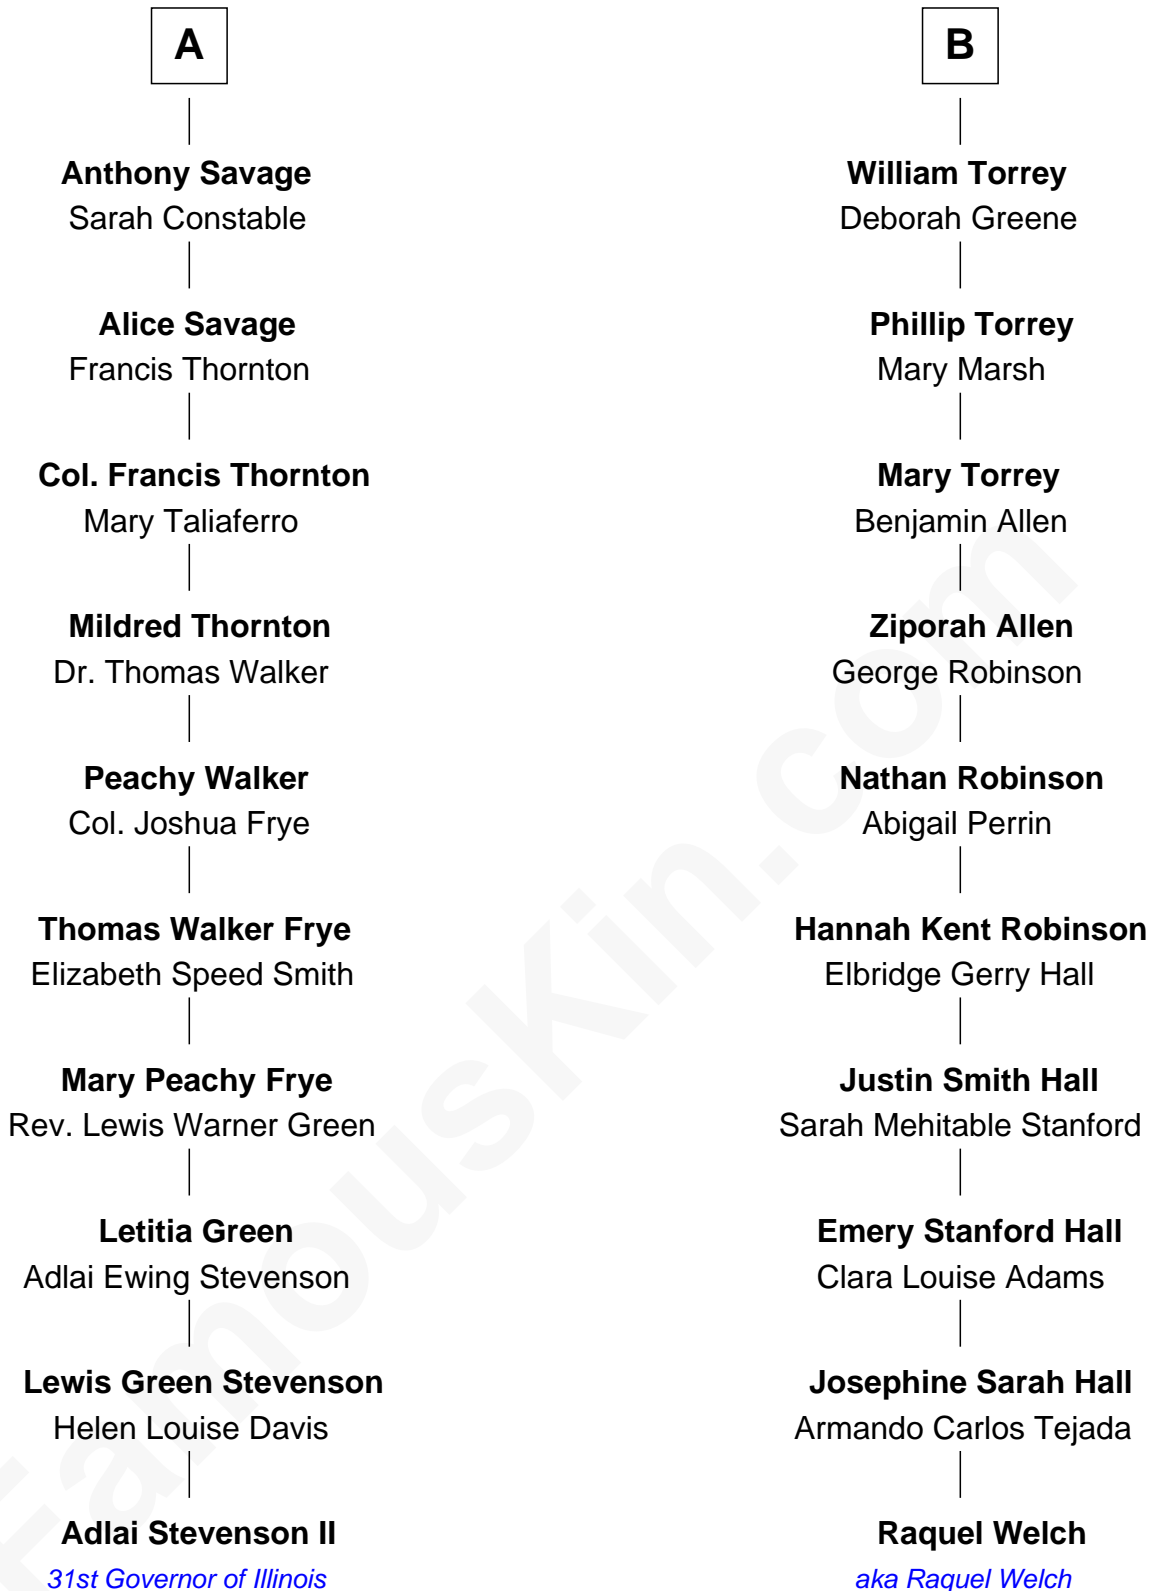 A
Anthony Savage
Sarah Constable
Alice Savage
Francis Thornton
Col. Francis Thornton
Mary Taliaferro
Mildred Thornton
Dr. Thomas Walker
Peachy Walker
Col. Joshua Frye
Thomas Walker Frye
Elizabeth Speed Smith
Mary Peachy Frye
Rev. Lewis Warner Green
Letitia Green
Adlai Ewing Stevenson
Lewis Green Stevenson
Helen Louise Davis
Adlai Stevenson II
31st Governor of Illinois
B
William Torrey
Deborah Greene
Phillip Torrey
Mary Marsh
Mary Torrey
Benjamin Allen
Ziporah Allen
George Robinson
Nathan Robinson
Abigail Perrin
Hannah Kent Robinson
Elbridge Gerry Hall
Justin Smith Hall
Sarah Mehitable Stanford
Emery Stanford Hall
Clara Louise Adams
Josephine Sarah Hall
Armando Carlos Tejada
Raquel Welch
aka Raquel Welch
FamousKin.com